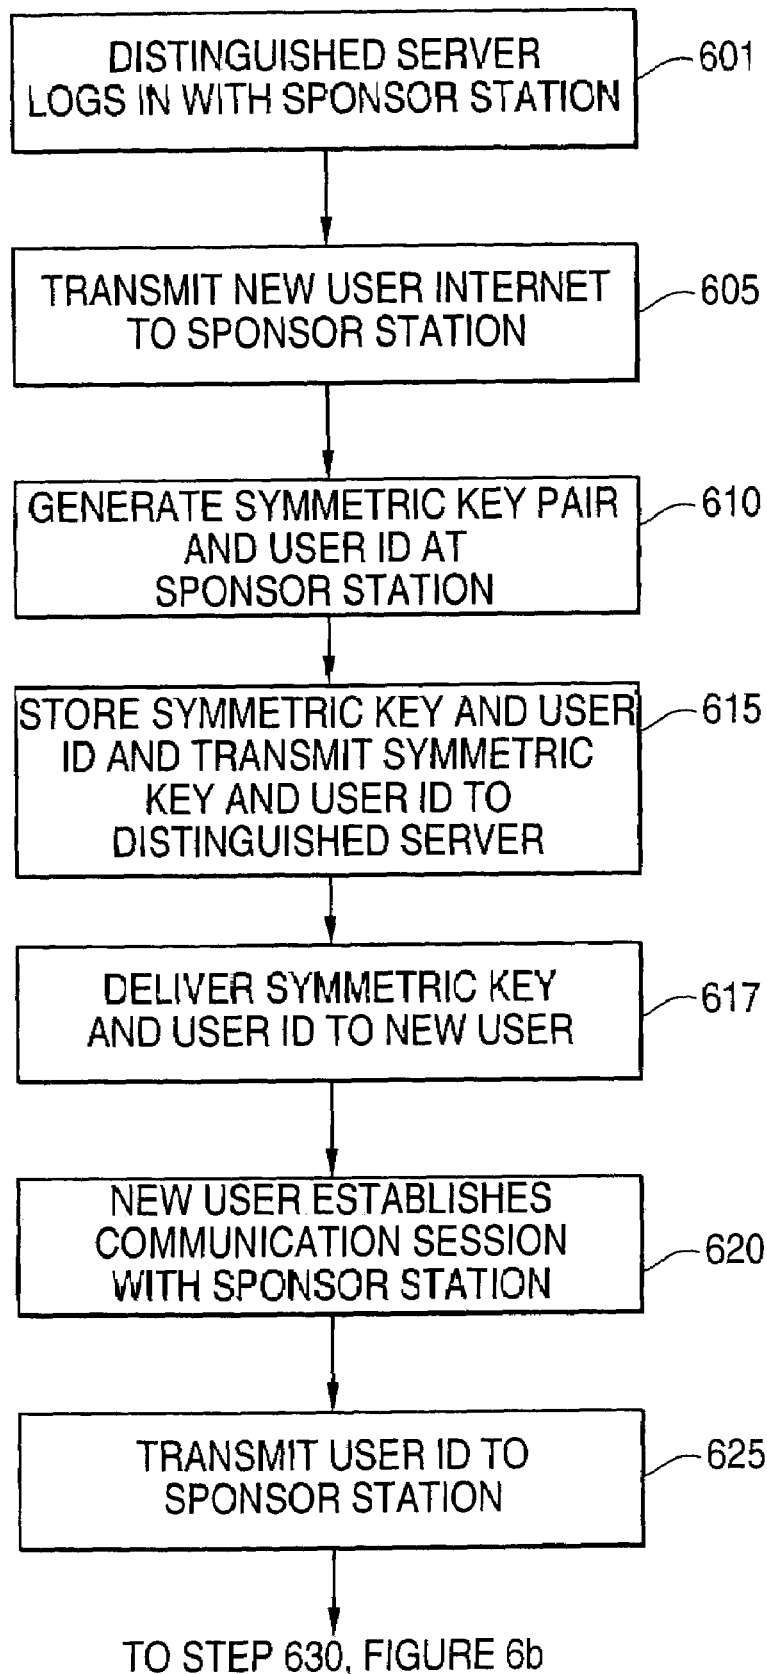 DISTINGUISHED SERVER
LOGS IN WITH SPONSOR STATION
601
TRANSMIT NEW USER INTERNET
TO SPONSOR STATION
605
GENERATE SYMMETRIC KEY PAIR
AND USER ID AT
SPONSOR STATION
610
STORE SYMMETRIC KEY AND USER
ID AND TRANSMIT SYMMETRIC
KEY AND USER ID TO
DISTINGUISHED SERVER
615
DELIVER SYMMETRIC KEY
AND USER ID TO NEW USER
617
NEW USER ESTABLISHES
COMMUNICATION SESSION
WITH SPONSOR STATION
620
TRANSMIT USER ID TO
SPONSOR STATION
625
TO STEP 630, FIGURE 6b